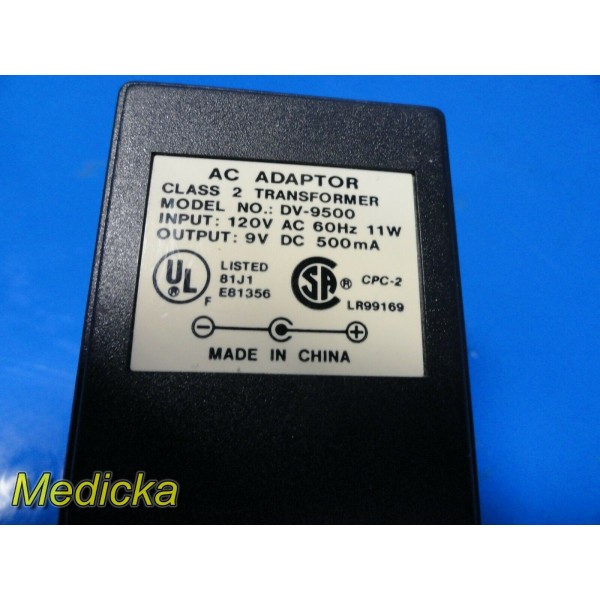 AC ADAPTOR
CLASS 2 TRANSFORMER
MODEL NO.: DV-9500
INPUT: 120V AC 60Hz 11W
OUTPUT: 9V DC 500mA
UL ® LISTED
81J1
F E81356
SA ® CPC-2
LR99169
MADE IN CHINA
Medicka